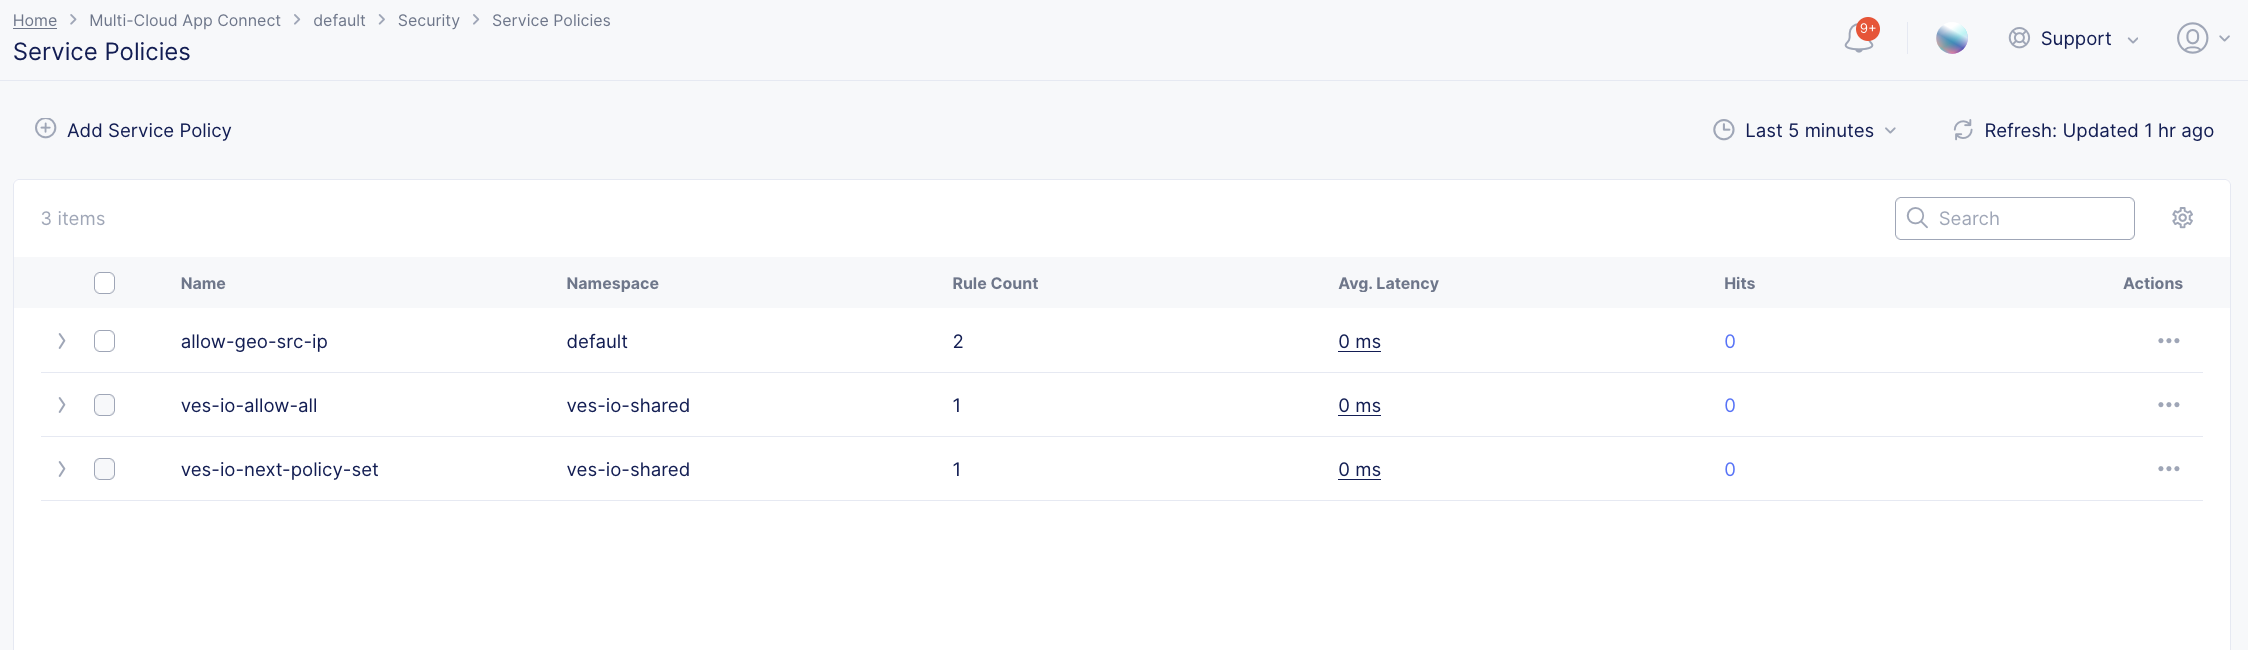 Home > Multi-Cloud App Connect > default > Security > Service Policies
Service Policies
9+
Support
Add Service Policy
Last 5 minutes
Refresh: Updated 1 hr ago
3 items
Search
Name Namespace Rule Count Avg. Latency Hits Actions
allow-geo-src-ip default 2 0 ms 0
ves-io-allow-all ves-io-shared 1 0 ms 0
ves-io-next-policy-set ves-io-shared 1 0 ms 0